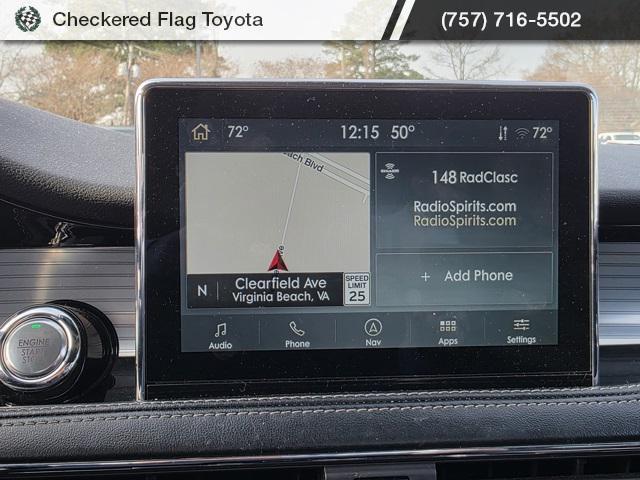 Checkered Flag Toyota
(757) 716-5502
72°
12:15 50°
72°
each Blvd
148 RadClasc
RadioSpirits.com
RadioSpirits.com
N
Clearfield Ave
Virginia Beach, VA
SPEED
LIMIT
25
+ Add Phone
Audio
Phone
Nav
Apps
Settings
ENGINE
START
STOP